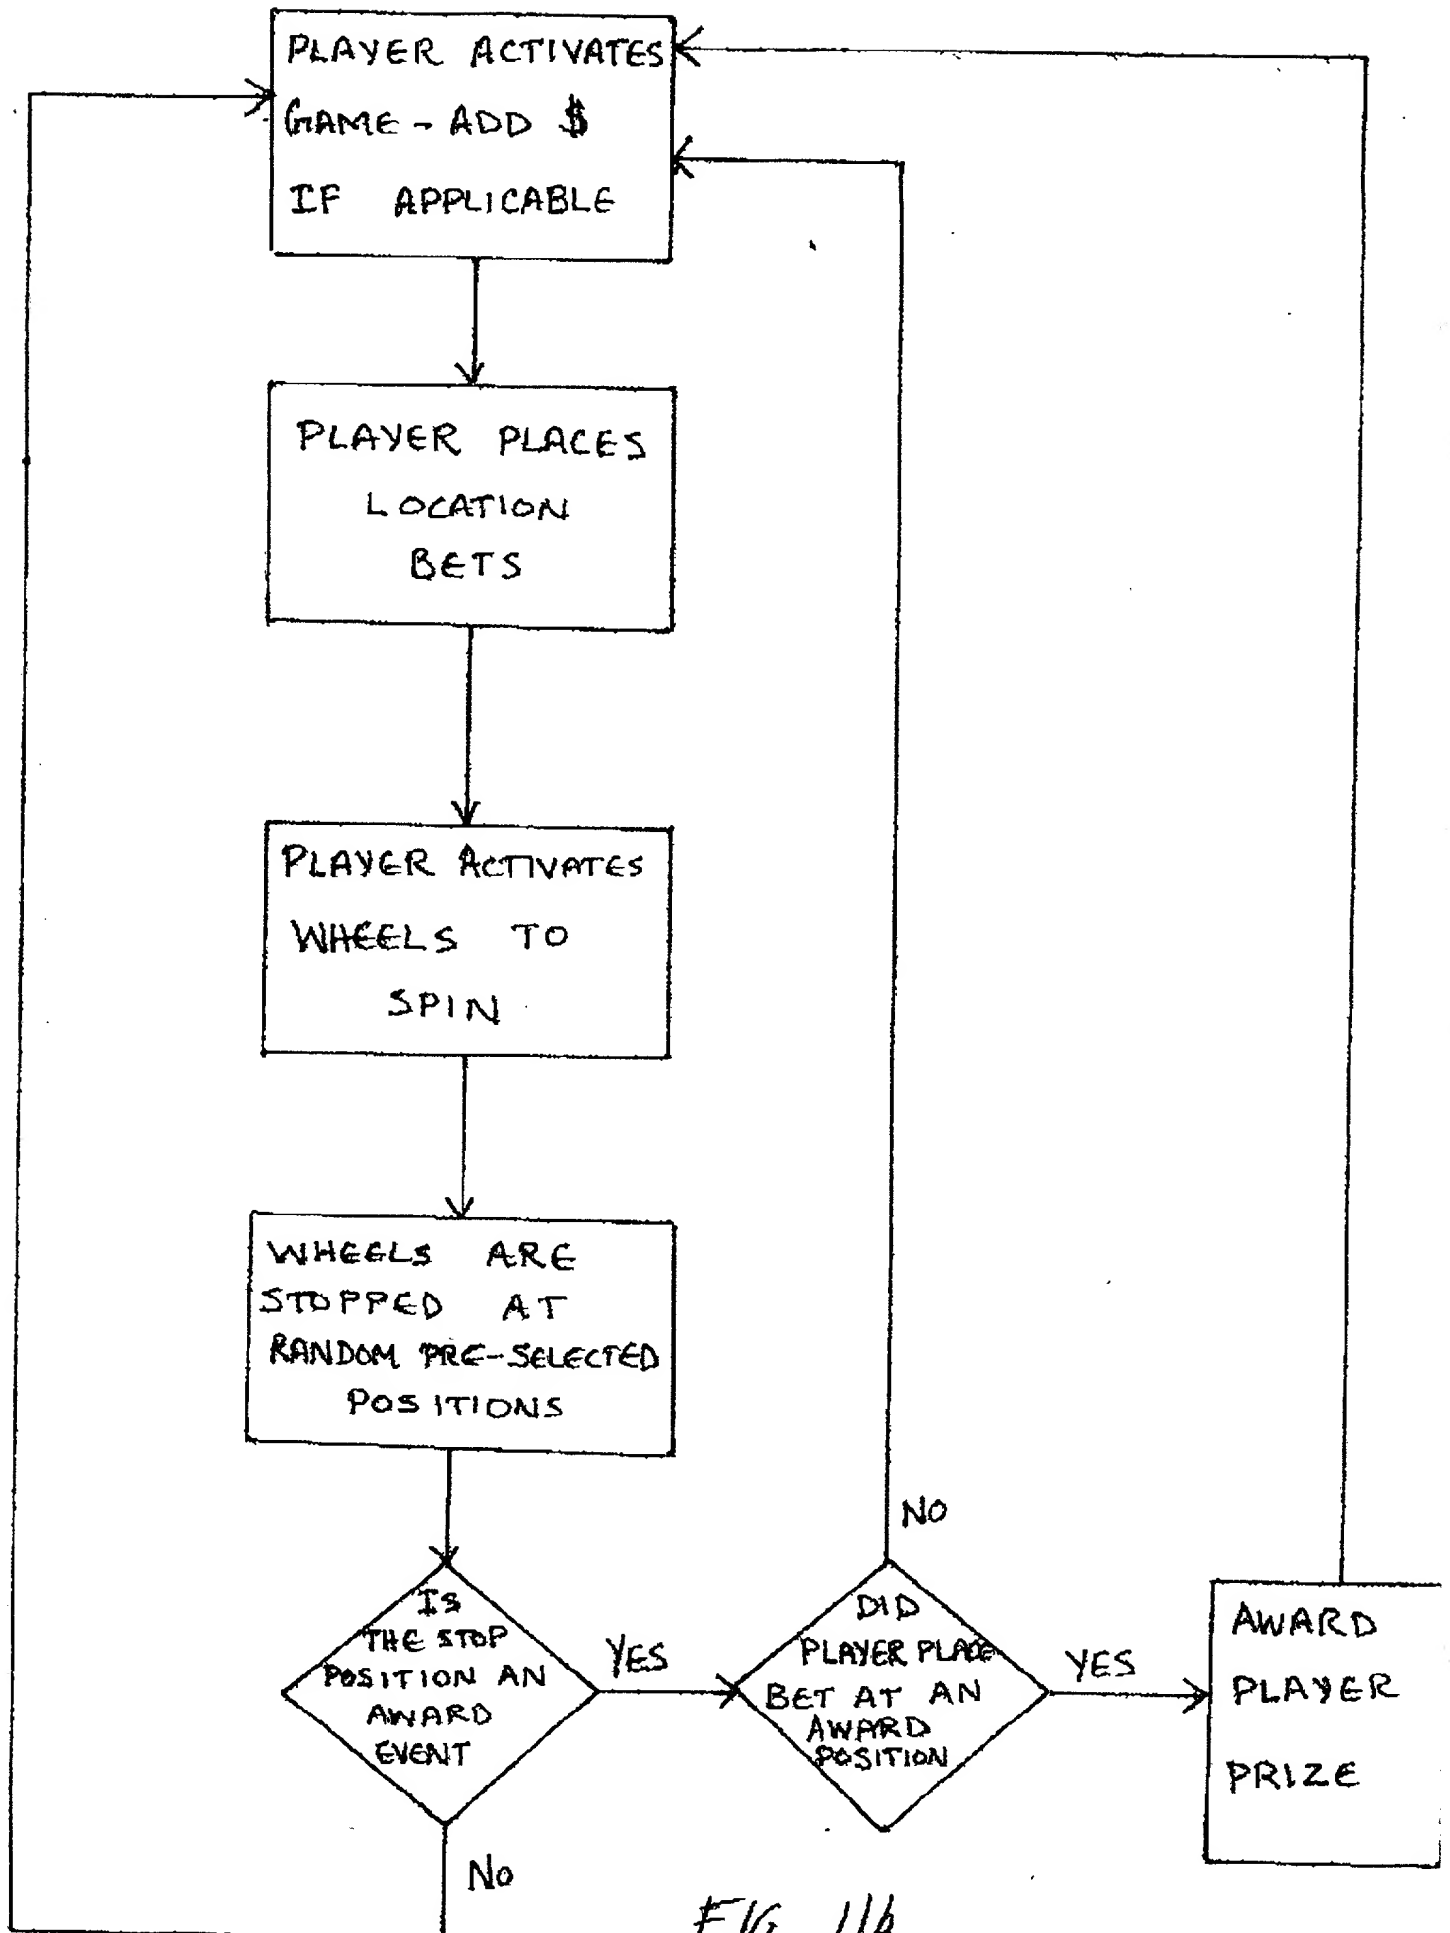 PLAYER ACTIVATES
GAME - ADD $
IF APPLICABLE
PLAYER PLACES
LOCATION
BETS
PLAYER ACTIVATES
WHEELS TO
SPIN
WHEELS ARE
STOPPED AT
RANDOM PRE-SELECTED
POSITIONS
IS
THE STOP
POSITION AN
AWARD
EVENT
YES
NO
DID
PLAYER PLACE
BET AT AN
AWARD
POSITION
NO
YES
AWARD
PLAYER
PRIZE
FIG 11b